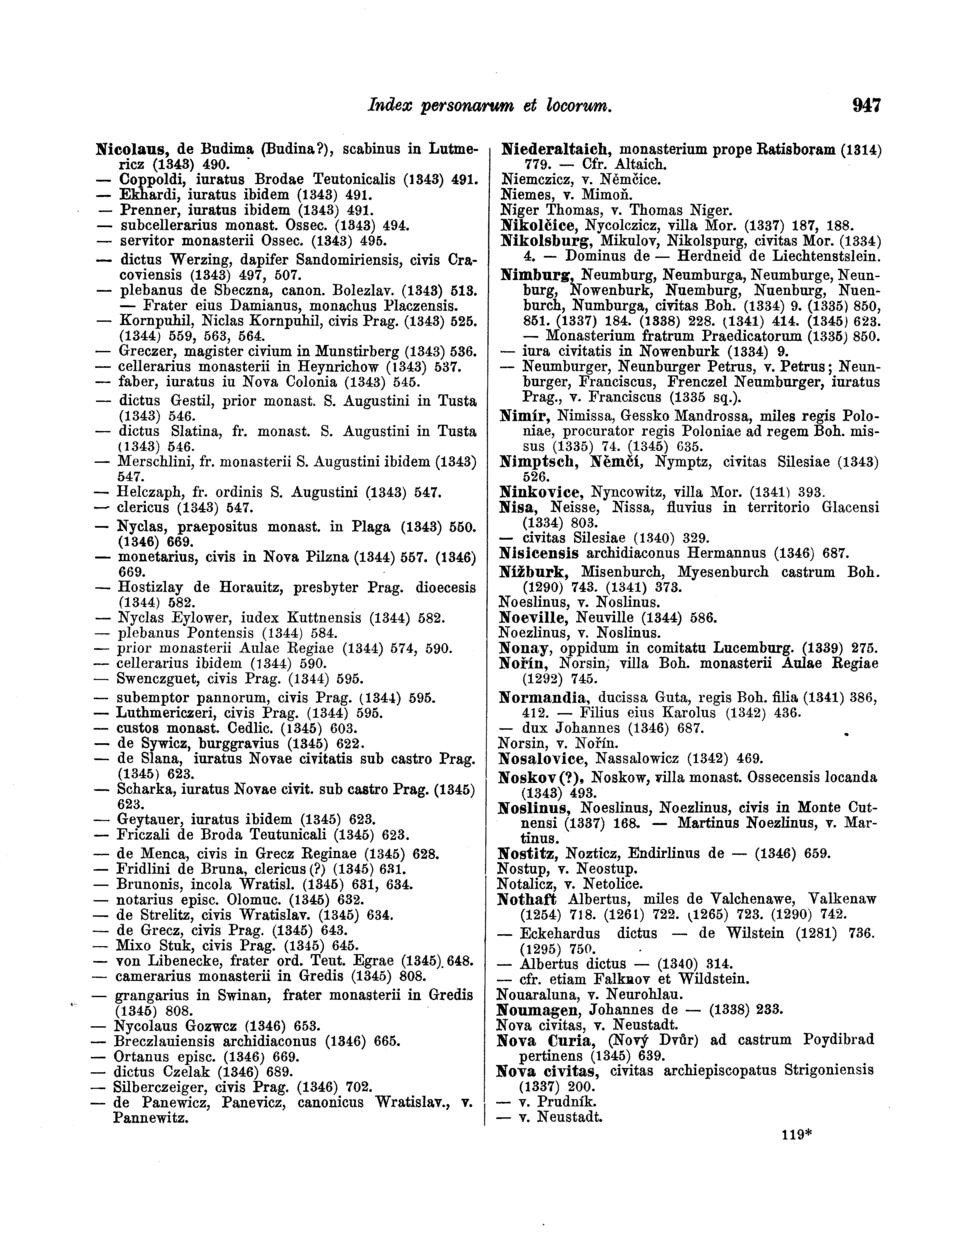 Index personarum et locorum.
947
Nicolaus, de Budima (Budina?), scabinus in Lutme-
ricz (1343) 490.
— Coppoldi, iuratus Brodae Teutonicalis (1343) 491.
— Ekhardi, iuratus ibidem (1343) 491.
— Prenner, iuratus ibidem (1343) 491.
— subcellerarius monast. Ossec. (1343) 494.
— servitor monasterii Ossec. (1343) 495.
— dictus Werzing, dapifer Sandomiriensis, civis Cra-
coviensis (1343) 497, 507.
— plebanus de Sbeczna, canon. Bolezlav. (1343) 513.
— Frater eius Damianus, monachus Placzensis.
— Kornpuhil, Niclas Kornpuhil, civis Prag. (1343) 525.
(1344) 559, 563, 564.
— Greczer, magister civium in Munstirberg (1343) 536.
— cellerarius monasterii in Heynrichow (1343) 537.
— faber, iuratus iu Nova Colonia (1343) 545.
— dictus Gestil, prior monast. S. Augustini in Tusta
(1343) 546.
— dictus Slatina, fr. monast. S. Augustini in Tusta
(1343) 546.
— Merschlini, fr. monasterii S. Augustini ibidem (1343)
547.
— Helczaph, fr. ordinis S. Augustini (1343) 547.
— clericus (1343) 547.
— Nyclas, praepositus monast. in Plaga (1343) 550.
(1346) 669.
— monetarius, civis in Nova Pilzna (1344) 557. (1346)
669.
— Hostizlay de Horauitz, presbyter Prag. dioecesis
(1344) 582.
— Nyclas Eylower, iudex Kuttnensis (1344) 582.
— plebanus Pontensis (1344) 584.
— prior monasterii Aulae Regiae (1344) 574, 590.
— cellerarius ibidem (1344) 590.
— Swenczguet, civis Prag. (1344) 595.
— subemptor pannorum, civis Prag. (1344) 595.
— Luthmericzeri, civis Prag. (1344) 595.
— custos monast. Cedlic. (1345) 603.
— de Sywicz, burggravius (1345) 622.
— de Slana, iuratus Novae civitatis sub castro Prag.
(1345) 623.
— Scharka, iuratus Novae civit. sub castro Prag. (1345)
623.
— Geytauer, iuratus ibidem (1345) 623.
— Friczali de Broda Teutunicali (1345) 623.
— de Menca, civis in Grecz Reginae (1345) 628.
— Fridlini de Bruna, clericus (?) (1345) 631.
— Brunonis, incola Wratisl. (1345) 631, 634.
— notarius episc. Olomuc. (1345) 632.
— de Strelitz, civis Wratislav. (1345) 634.
— de Grecz, civis Prag. (1345) 643.
— Mixo Stuk, civis Prag. (1345) 645.
— von Libenecke, frater ord. Teut. Egrae (1345). 648.
— camerarius monasterii in Gredis (1345) 808.
— grangarius in Swinan, frater monasterii in Gredis
(1345) 808.
— Nycolaus Gozwcz (1346) 653.
— Breczlauiensis archidiaconus (1346) 665.
— Ortanus episc. (1346) 669.
— dictus Czelak (1346) 689.
— Silberczeiger, civis Prag. (1346) 702.
— de Panewicz, Panevicz, canonicus Wratislav., v.
Pannewitz.
Niederaltaich, monasterium prope Ratisboram (1314)
779. — Cfr. Altaich.
Niemczicz, v. Němčice.
Niemes, v. Mimoň.
Niger Thomas, v. Thomas Niger.
Nikolčice, Nycolczicz, villa Mor. (1337) 187, 188.
Nikolsburg, Mikulov, Nikolspurg, civitas Mor. (1334)
4. — Dominus de — Herdneid de Liechtenstslein.
Nimburg, Neumburg, Neumburga, Neumburge, Neun-
burg, Nowenburk, Nuemburg, Nuenburg, Nuen-
burch, Numburga, civitas Boh. (1334) 9. (1335) 850,
851. (1337) 184. (1338) 228. (1341) 414. (1345) 623.
— Monasterium fratrum Praedicatorum (1335) 850.
— iura civitatis in Nowenburk (1334) 9.
— Neumburger, Neunburger Petrus, v. Petrus; Neun-
burger, Franciscus, Frenczel Neumburger, iuratus
Prag., v. Franciscus (1335 sq.).
Nimír, Nimissa, Gessko Mandrossa, miles regis Polo-
niae, procurator regis Poloniae ad regem Boh. mis-
sus (1335) 74. (1345) 635.
Nimptsch, Němčí, Nymptz, civitas Silesiae (1343)
526.
Ninkovice, Nyncowitz, villa Mor. (1341) 393.
Nisa, Neisse, Nissa, fluvius in territorio Glacensi
(1334) 803.
— civitas Silesiae (1340) 329.
Nisicensis archidiaconus Hermannus (1346) 687.
Nížburk, Misenburch, Myesenburch castrum Boh.
(1290) 743. (1341) 373.
Noeslinus, v. Noslinus.
Noeville, Neuville (1344) 586.
Noezlinus, v. Noslinus.
Nonay, oppidum in comitatu Lucemburg. (1339) 275.
Nořín, Norsin, villa Boh. monasterii Aulae Regiae
(1292) 745.
Normandia, ducissa Guta, regis Boh. filia (1341) 386,
412. — Filius eius Karolus (1342) 436.
— dux Johannes (1346) 687.
Norsin, v. Nořín.
Nosalovice, Nassalowicz (1342) 469.
Noskov (?), Noskow, villa monast. Ossecensis locanda
(1343) 493.
Noslinus, Noeslinus, Noezlinus, civis in Monte Cut-
nensi (1337) 168. — Martinus Noezlinus, v. Mar-
tinus.
Nostitz, Nozticz, Endirlinus de — (1346) 659.
Nostup, v. Neostup.
Notalicz, v. Netolice.
Nothaft Albertus, miles de Valchenawe, Valkenaw
(1254) 718. (1261) 722. (1265) 723. (1290) 742.
— Eckehardus dictus — de Wilstein (1281) 736.
(1295) 750.
— Albertus dictus — (1340) 314.
— cfr. etiam Falknov et Wildstein.
Nouaraluna, v. Neurohlau.
Noumagen, Johannes de — (1338) 233.
Nova civitas, v. Neustadt.
Nova Curia, (Nový Dvůr) ad castrum Poydibrad
pertinens (1345) 639.
Nova civitas, civitas archiepiscopatus Strigoniensis
(1337) 200.
— v. Prudník.
— v. Neustadt.
119*